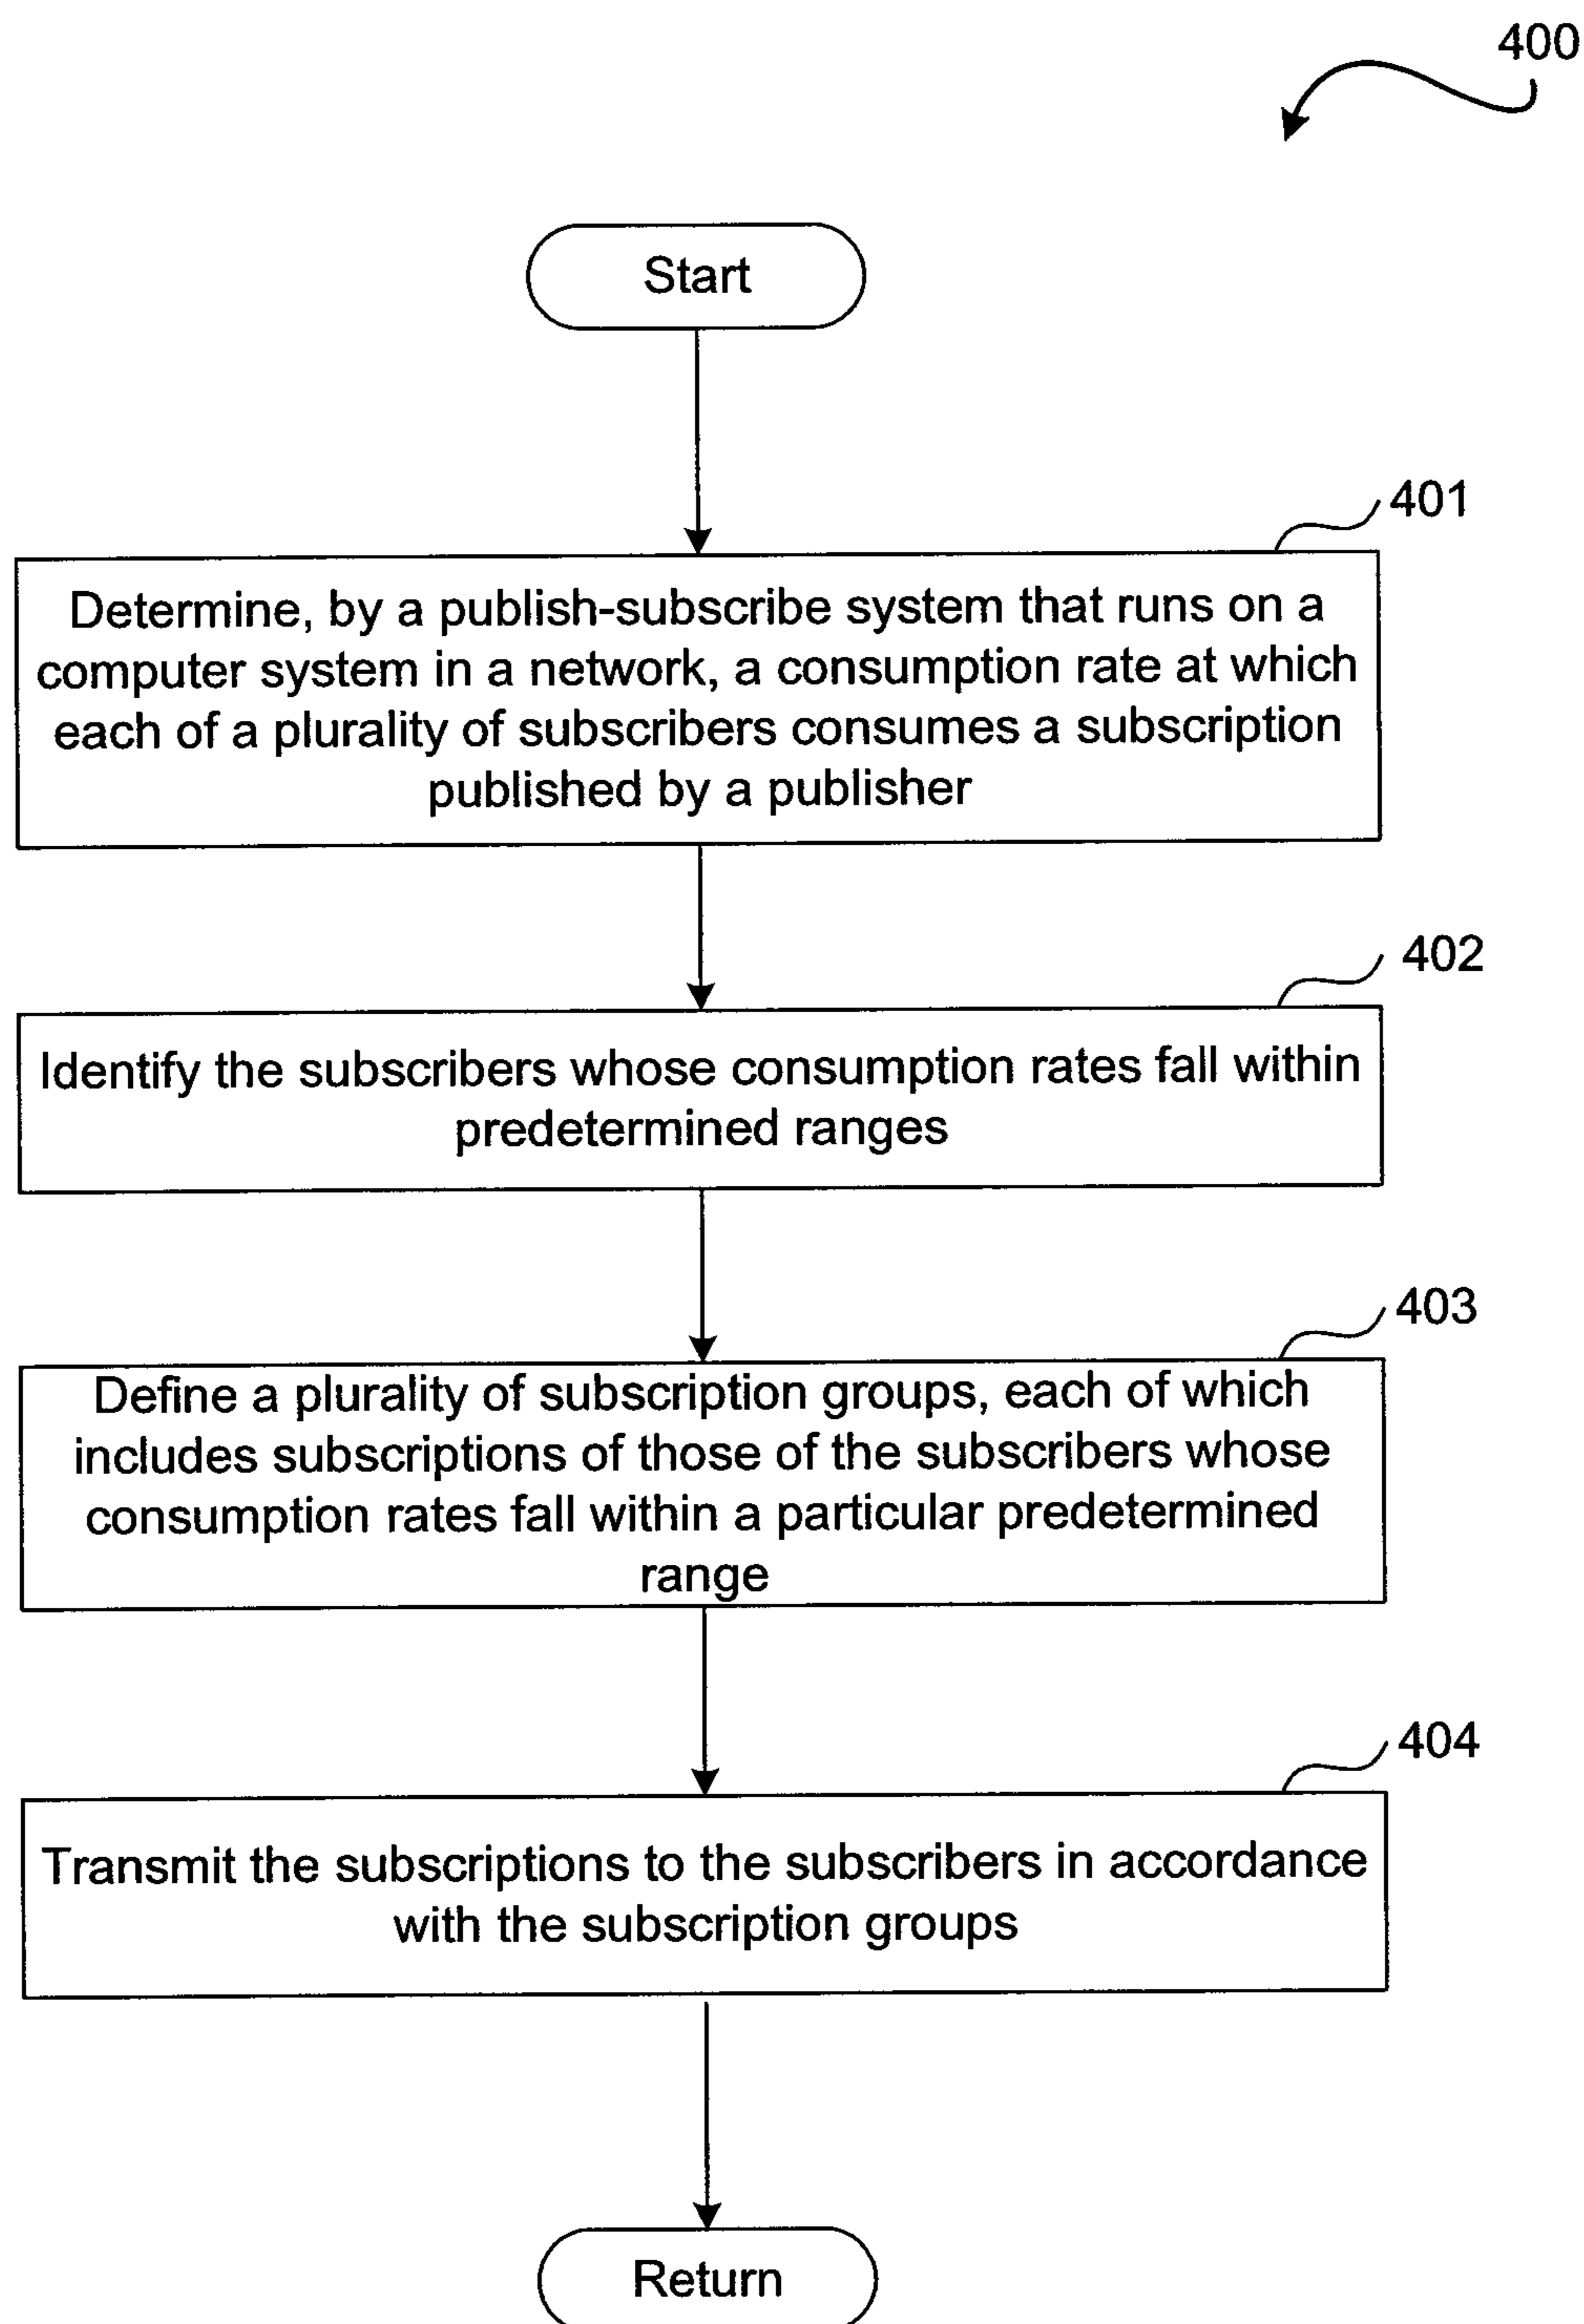 400
Start
401
Determine, by a publish-subscribe system that runs on a
computer system in a network, a consumption rate at which
each of a plurality of subscribers consumes a subscription
published by a publisher
402
Identify the subscribers whose consumption rates fall within
predetermined ranges
403
Define a plurality of subscription groups, each of which
includes subscriptions of those of the subscribers whose
consumption rates fall within a particular predetermined
range
404
Transmit the subscriptions to the subscribers in accordance
with the subscription groups
Return